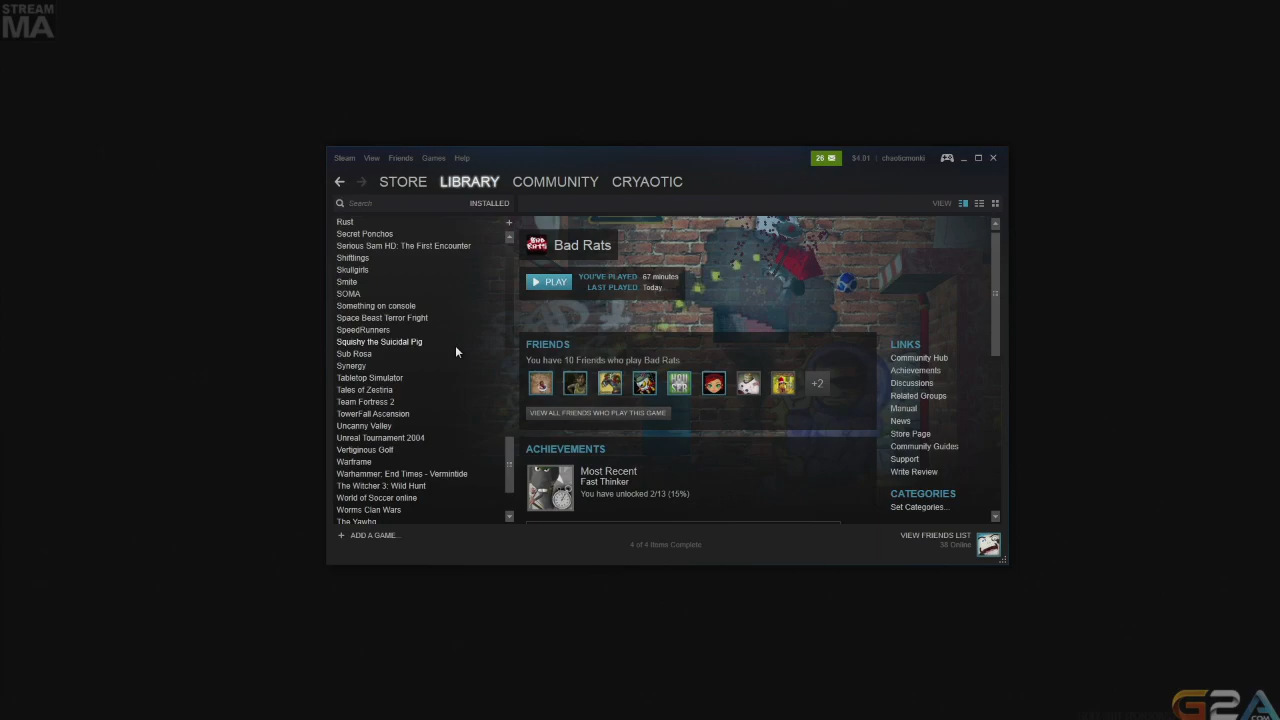 STREAM
MA
Steam View Friends Games Help
26
$4.81 chaoticmonki
STORE LIBRARY COMMUNITY CRYAOTIC
Search INSTALLED
VIEW
Rust
Secret Ponchos
Serious Sam HD: The First Encounter
Shiftlings
Skullgirls
Smite
SOMA
Something on console
Space Beast Terror Fright
SpeedRunners
Squishy the Suicidal Pig
Sub Rosa
Synergy
Tabletop Simulator
Tales of Zestiria
Team Fortress 2
TowerFall Ascension
Uncanny Valley
Unreal Tournament 2004
Vertiginous Golf
Warframe
Warhammer: End Times - Vermintide
The Witcher 3: Wild Hunt
World of Soccer online
Worms Clan Wars
The Yawhg
+ ADD A GAME...
BAD RATS
Bad Rats
PLAY
YOU'VE PLAYED 67 minutes
LAST PLAYED Today
FRIENDS
You have 10 Friends who play Bad Rats
+2
VIEW ALL FRIENDS WHO PLAY THIS GAME
ACHIEVEMENTS
Most Recent
Fast Thinker
You have unlocked 2/13 (15%)
LINKS
Community Hub
Achievements
Discussions
Related Groups
Manual
News
Store Page
Community Guides
Support
Write Review
CATEGORIES
Set Categories...
4 of 4 Items Complete
VIEW FRIENDS LIST
38 Online
G2A
.COM